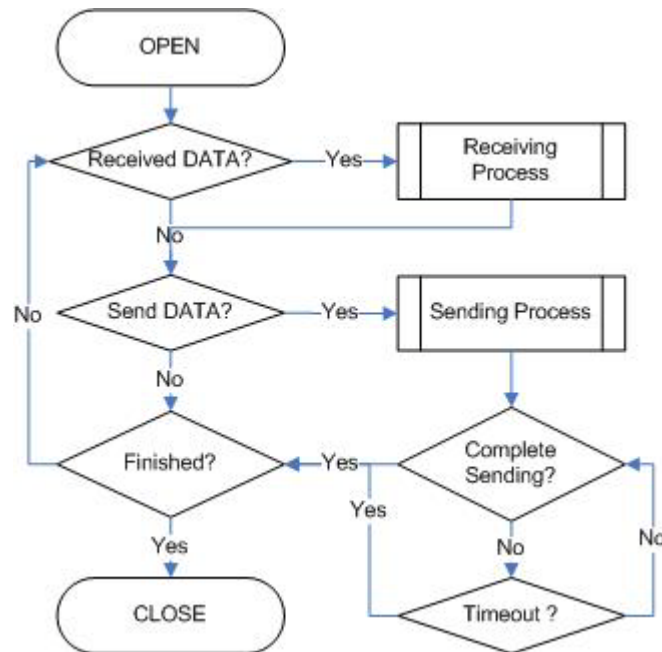 OPEN
Received DATA?
Yes
Receiving
Process
No
Send DATA?
Yes
Sending Process
No
No
Finished?
Yes
Complete
Sending?
Yes
No
No
Yes
CLOSE
Timeout ?